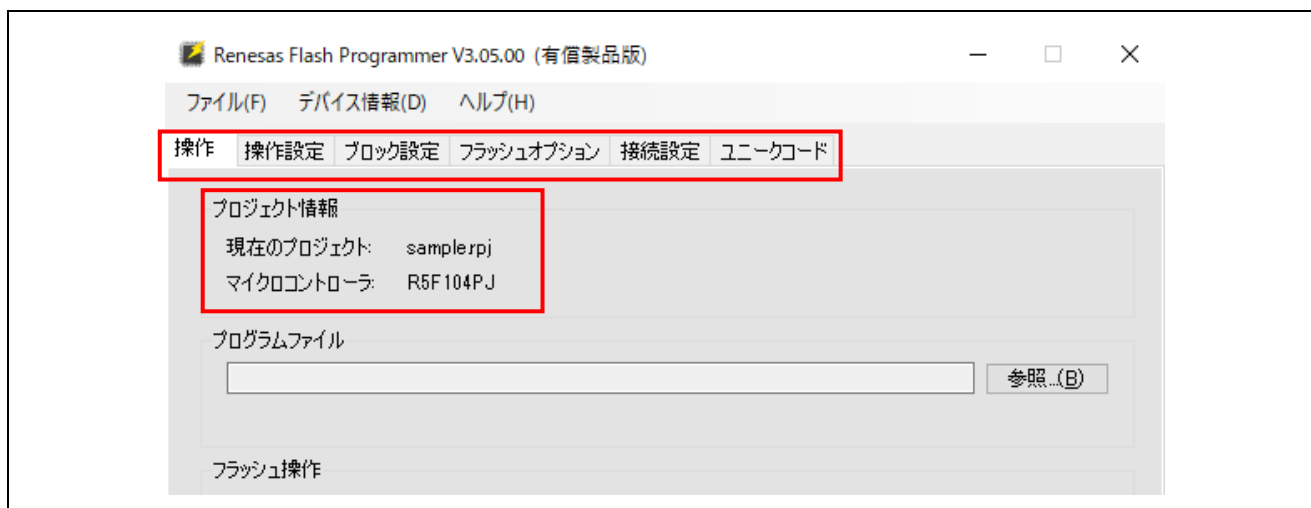 Renesas Flash Programmer V3.05.00 (有償製品版)
ファイル(F) デバイス情報(D) ヘルプ(H)
操作 操作設定 ブロック設定 フラッシュオプション 接続設定 ユニークコード
プロジェクト情報
現在のプロジェクト: sample.rpj
マイクロコントローラ: R5F104PJ
プログラムファイル
参照...(B)
フラッシュ操作